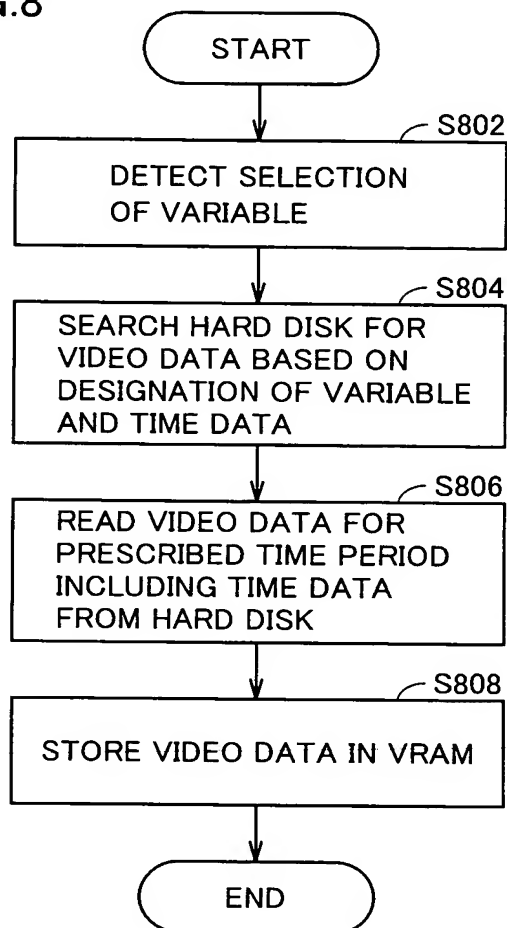 START
S802
DETECT SELECTION
OF VARIABLE
S804
SEARCH HARD DISK FOR
VIDEO DATA BASED ON
DESIGNATION OF VARIABLE
AND TIME DATA
S806
READ VIDEO DATA FOR
PRESCRIBED TIME PERIOD
INCLUDING TIME DATA
FROM HARD DISK
S808
STORE VIDEO DATA IN VRAM
END